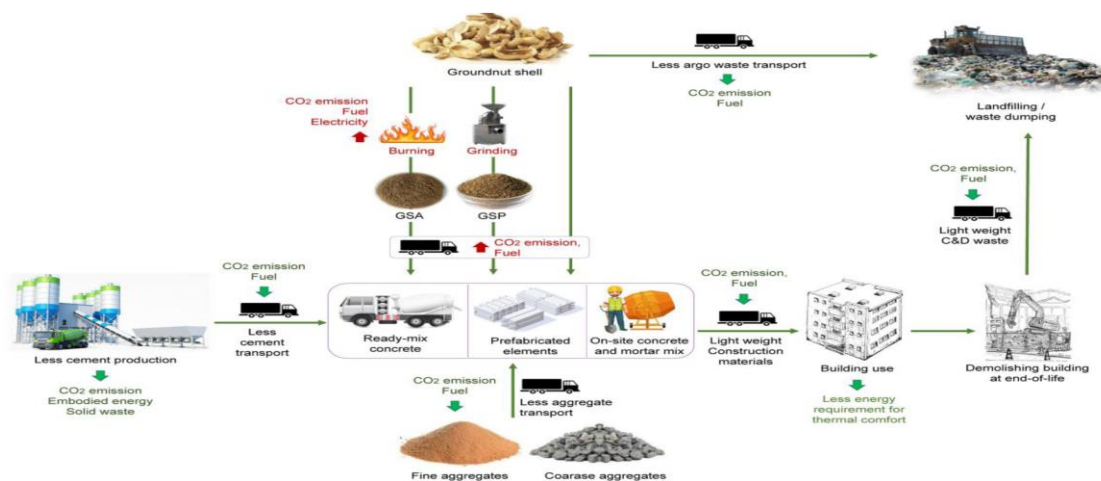 Groundnut shell
Less argo waste transport
CO2 emission
Fuel
Landfilling /
waste dumping
CO2 emission
Fuel
Electricity
Burning
Grinding
GSA
GSP
CO2 emission,
Fuel
CO2 emission,
Fuel
Light weight
C&D waste
CO2 emission
Fuel
Less
cement
transport
Less cement production
CO2 emission
Embodied energy
Solid waste
Ready-mix
concrete
Prefabricated
elements
On-site concrete
and mortar mix
CO2 emission,
Fuel
Light weight
Construction
materials
Building use
Less energy
requirement for
thermal comfort
Demolishing building
at end-of-life
CO2 emission
Fuel
Less aggregate
transport
Fine aggregates
Coarase aggregates